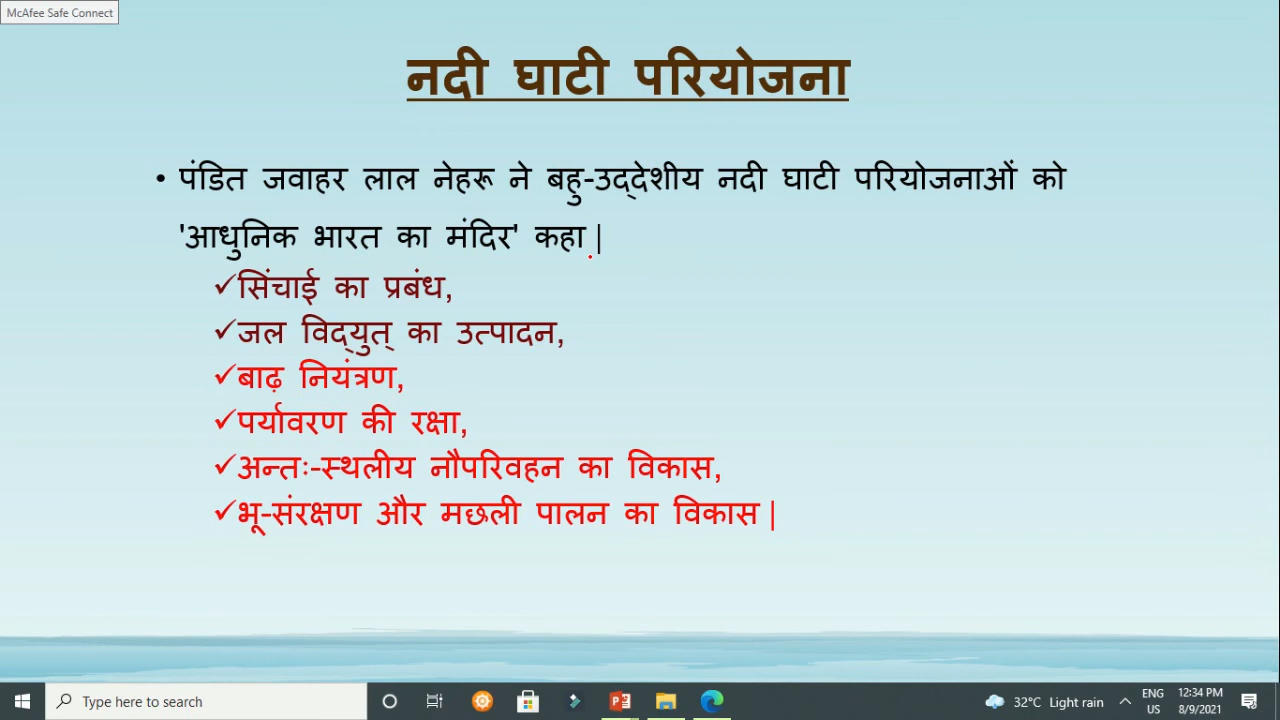 McAfee Safe Connect
नदी घाटी परियोजना
• पंडित जवाहर लाल नेहरू ने बहु-उद्देशीय नदी घाटी परियोजनाओं को
'आधुनिक भारत का मंदिर' कहा |
✓सिंचाई का प्रबंध,
✓जल विद्युत् का उत्पादन,
✓बाढ़ नियंत्रण,
✓पर्यावरण की रक्षा,
✓अन्तः-स्थलीय नौपरिवहन का विकास,
✓भू-संरक्षण और मछली पालन का विकास |
Type here to search
32°C Light rain
ENG
US
12:34 PM
8/9/2021